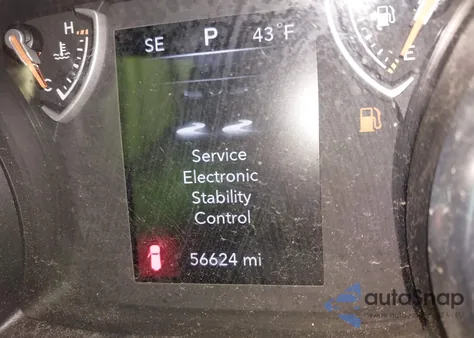 H
SE P 43°F
C
E
Service
Electronic
Stability
Control
56624 mi
autoSnap